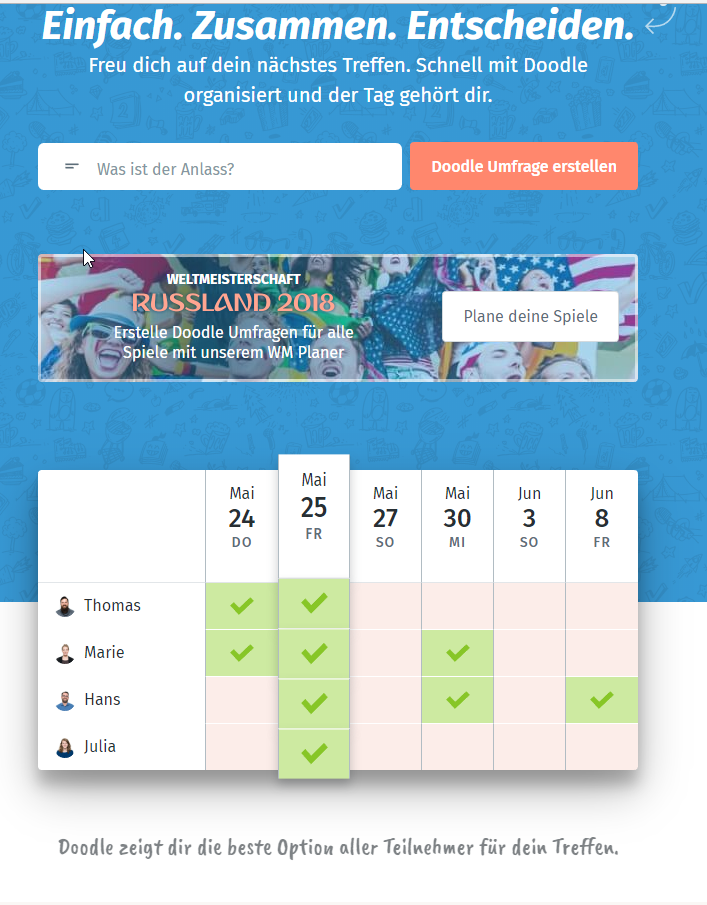 Einfach. Zusammen. Entscheiden.
Freu dich auf dein nächstes Treffen. Schnell mit Doodle
organisiert und der Tag gehört dir.
Was ist der Anlass?
Doodle Umfrage erstellen
WELTMEISTERSCHAFT
RUSSLAND 2018
Erstelle Doodle Umfragen für alle
Spiele mit unserem WM Planer
Plane deine Spiele
Mai Mai Mai Mai Jun Jun
24 25 27 30 3 8
DO FR SO MI SO FR
Thomas
Marie
Hans
Julia
Doodle zeigt dir die beste Option aller Teilnehmer für dein Treffen.